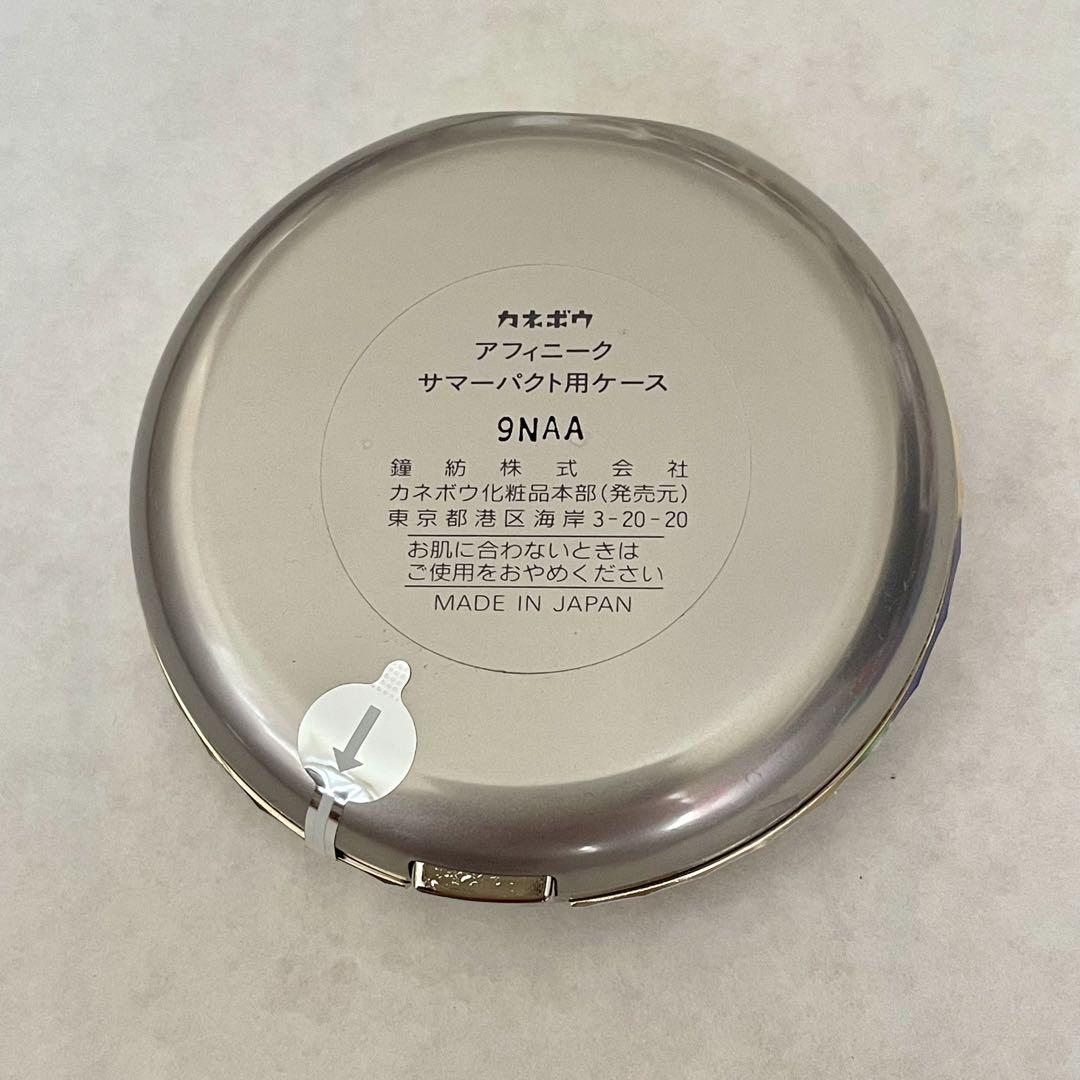 カネボウ
アフィニーク
サマーパクト用ケース
9NAA
鐘紡株式会社
カネボウ化粧品本部(発売元)
東京都港区海岸3-20-20
お肌に合わないときは
ご使用をおやめください
MADE IN JAPAN